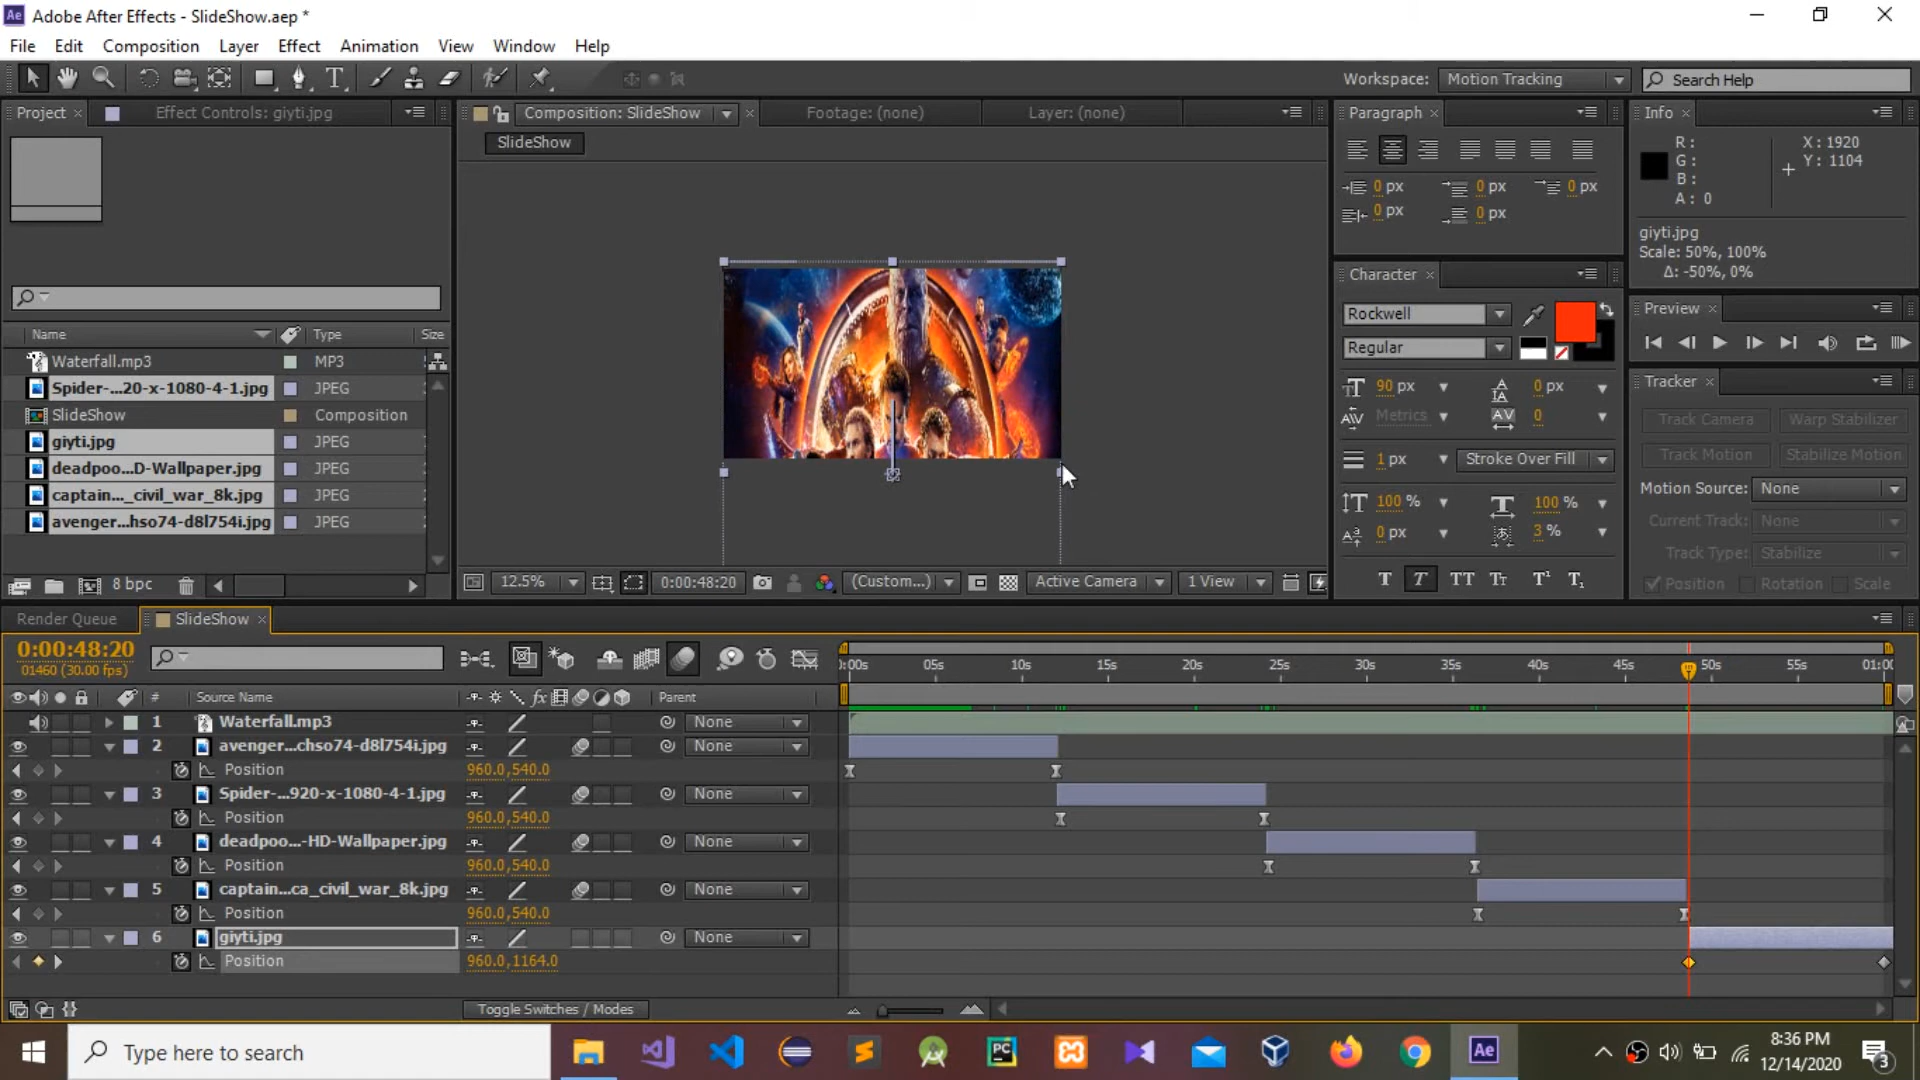 Adobe After Effects - SlideShow.aep *
File Edit Composition Layer Effect Animation View Window Help
Workspace: Motion Tracking Search Help
Project Effect Controls: giyti.jpg Composition: SlideShow Footage: (none) Layer: (none) Paragraph Info
SlideShow
R:
G:
B:
A: 0
X: 1920
Y: 1104
0 px 0 px 0 px
0 px 0 px
giyti.jpg
Scale: 50%, 100%
Δ: -50%, 0%
Character
Rockwell
Regular
90 px 0 px
Metrics 0
1 px Stroke Over Fill
100 % 100 %
0 px 3 %
T T TT Tt T¹ T₁
Preview
Tracker
Track Camera Warp Stabilizer
Track Motion Stabilize Motion
Motion Source: None
Current Track: None
Track Type: Stabilize
Position Rotation Scale
Name Type Size
Waterfall.mp3 MP3
Spider-...20-x-1080-4-1.jpg JPEG
SlideShow Composition
giyti.jpg JPEG
deadpoo...D-Wallpaper.jpg JPEG
captain..._civil_war_8k.jpg JPEG
avenger...hso74-d8l754i.jpg JPEG
8 bpc
12.5% 0:00:48:20 (Custom...) Active Camera 1 View
Render Queue SlideShow
0:00:48:20
01460 (30.00 fps)
0:00s 05s 10s 15s 20s 25s 30s 35s 40s 45s 50s 55s 01:00
# Source Name fx Parent
1 Waterfall.mp3 None
2 avenger...chso74-d8l754i.jpg None
Position 960.0,540.0
3 Spider-...920-x-1080-4-1.jpg None
Position 960.0,540.0
4 deadpoo...-HD-Wallpaper.jpg None
Position 960.0,540.0
5 captain...ca_civil_war_8k.jpg None
Position 960.0,540.0
6 giyti.jpg None
Position 960.0,1164.0
Toggle Switches / Modes
Type here to search
PC
Ae
8:36 PM
12/14/2020
3